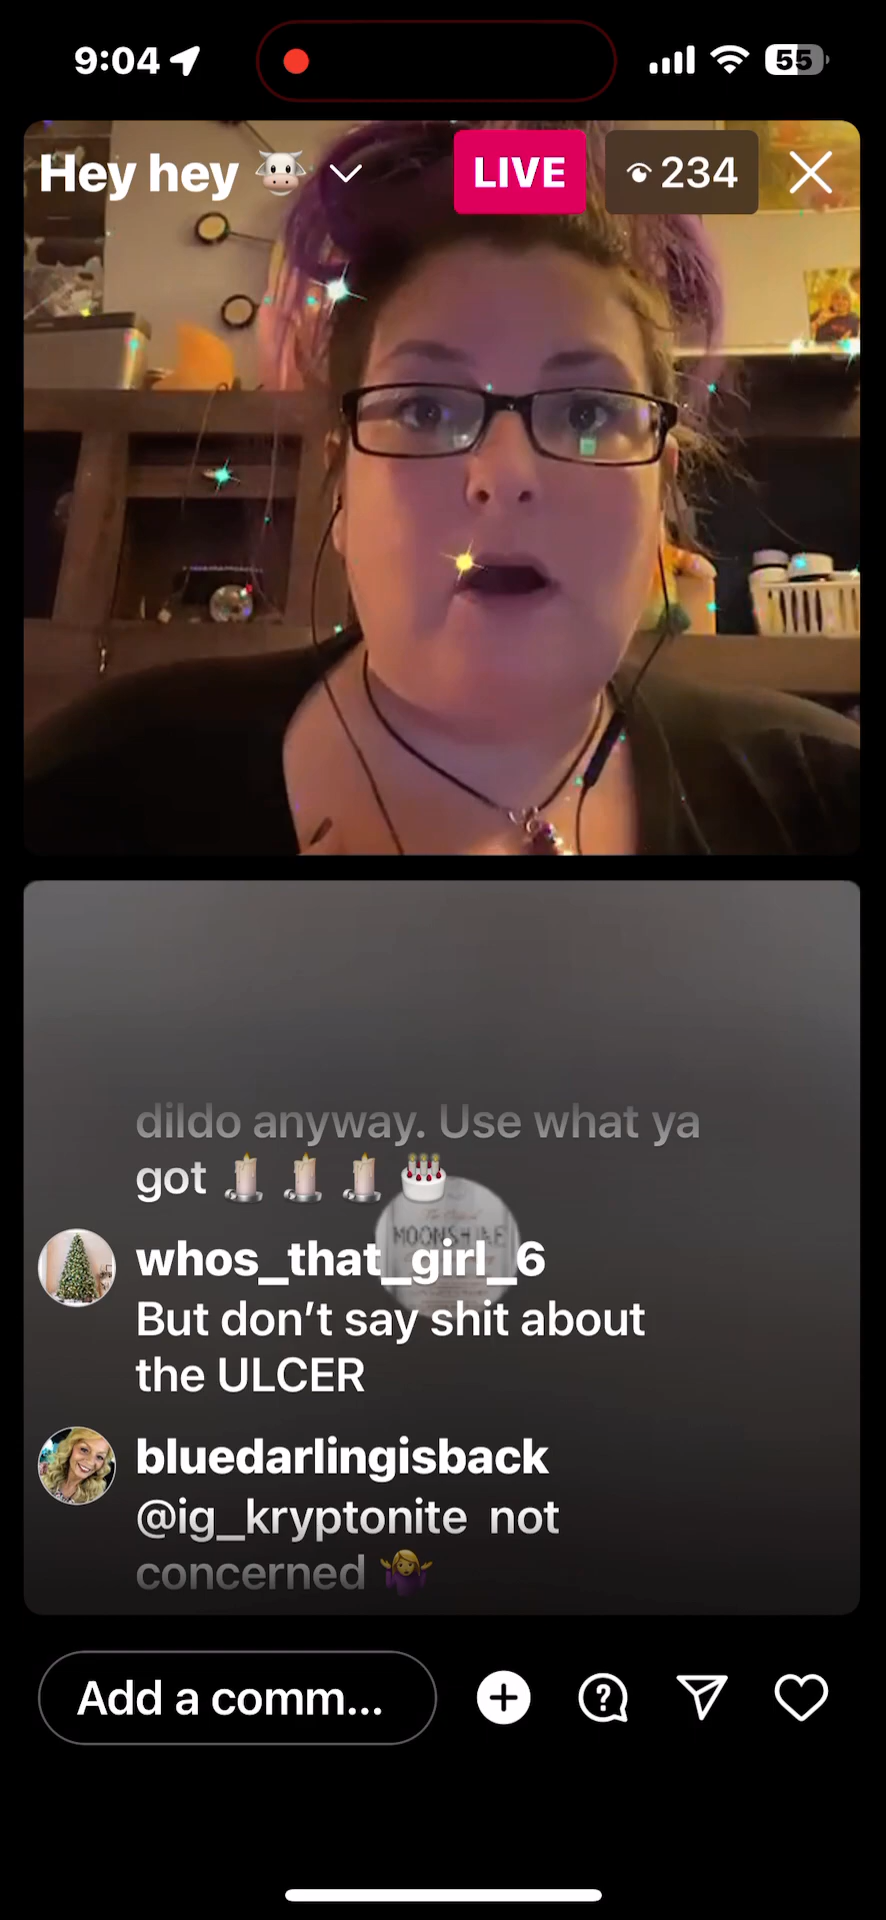 9:04
55
Hey hey 🐮
LIVE
234
dildo anyway. Use what ya
got 🕯️ 🕯️ 🕯️ 🎂
MOONSHINE
whos_that_girl_6
But don’t say shit about
the ULCER
bluedarlingisback
@ig_kryptonite  not
concerned 🤷‍♀️
Add a comm...